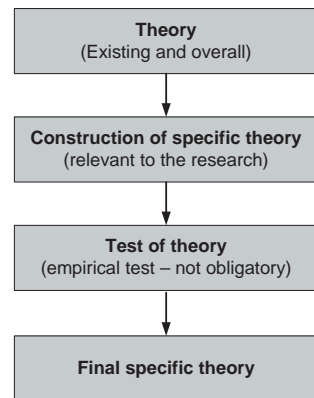 Theory
(Existing and overall)
Construction of specific theory
(relevant to the research)
Test of theory
(empirical test – not obligatory)
Final specific theory